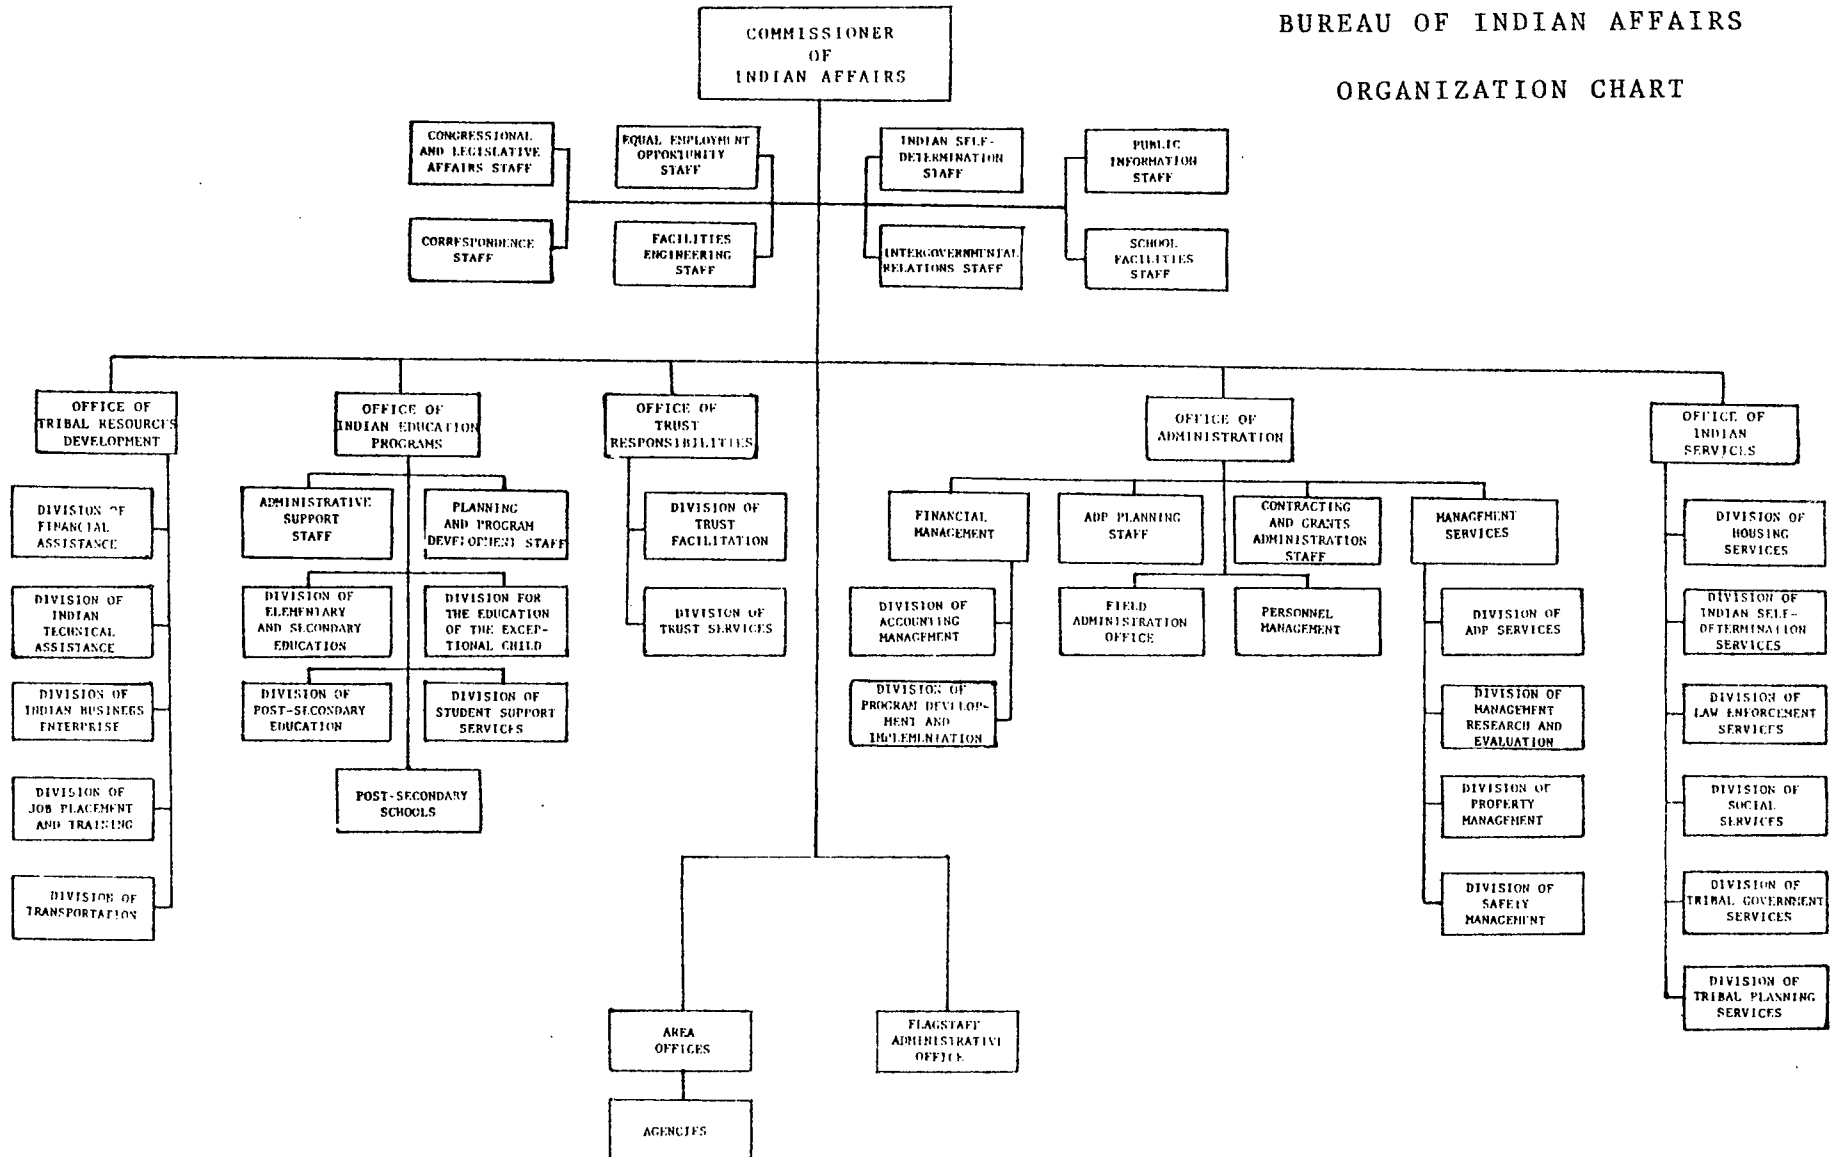 BUREAU OF INDIAN AFFAIRS
ORGANIZATION CHART
COMMISSIONER
OF
INDIAN AFFAIRS
CONGRESSIONAL
AND LEGISLATIVE
AFFAIRS STAFF
EQUAL EMPLOYMENT
OPPORTUNITY
STAFF
INDIAN SELF-
DETERMINATION
STAFF
PUBLIC
INFORMATION
STAFF
CORRESPONDENCE
STAFF
FACILITIES
ENGINEERING
STAFF
INTERGOVERNMENTAL
RELATIONS STAFF
SCHOOL
FACILITIES
STAFF
OFFICE OF
TRIBAL RESOURCES
DEVELOPMENT
OFFICE OF
INDIAN EDUCATION
PROGRAMS
OFFICE OF
TRUST
RESPONSIBILITIES
OFFICE OF
ADMINISTRATION
OFFICE OF
INDIAN
SERVICES
DIVISION OF
FINANCIAL
ASSISTANCE
DIVISION OF
INDIAN
TECHNICAL
ASSISTANCE
DIVISION OF
INDIAN BUSINESS
ENTERPRISE
DIVISION OF
JOB PLACEMENT
AND TRAINING
DIVISION OF
TRANSPORTATION
ADMINISTRATIVE
SUPPORT
STAFF
PLANNING
AND PROGRAM
DEVELOPMENT STAFF
DIVISION OF
ELEMENTARY
AND SECONDARY
EDUCATION
DIVISION FOR
THE EDUCATION
OF THE EXCEP-
TIONAL CHILD
DIVISION OF
POST-SECONDARY
EDUCATION
DIVISION OF
STUDENT SUPPORT
SERVICES
POST-SECONDARY
SCHOOLS
DIVISION OF
TRUST
FACILITATION
DIVISION OF
TRUST SERVICES
FINANCIAL
MANAGEMENT
ADP PLANNING
STAFF
CONTRACTING
AND GRANTS
ADMINISTRATION
STAFF
MANAGEMENT
SERVICES
DIVISION OF
ACCOUNTING
MANAGEMENT
FIELD
ADMINISTRATION
OFFICE
PERSONNEL
MANAGEMENT
DIVISION OF
PROGRAM DEVELOP-
MENT AND
IMPLEMENTATION
DIVISION OF
ADP SERVICES
DIVISION OF
MANAGEMENT
RESEARCH AND
EVALUATION
DIVISION OF
PROPERTY
MANAGEMENT
DIVISION OF
SAFETY
MANAGEMENT
DIVISION OF
HOUSING
SERVICES
DIVISION OF
INDIAN SELF-
DETERMINATION
SERVICES
DIVISION OF
LAW ENFORCEMENT
SERVICES
DIVISION OF
SOCIAL
SERVICES
DIVISION OF
TRIBAL GOVERNMENT
SERVICES
DIVISION OF
TRIBAL PLANNING
SERVICES
AREA
OFFICES
FLAGSTAFF
ADMINISTRATIVE
OFFICE
AGENCIES